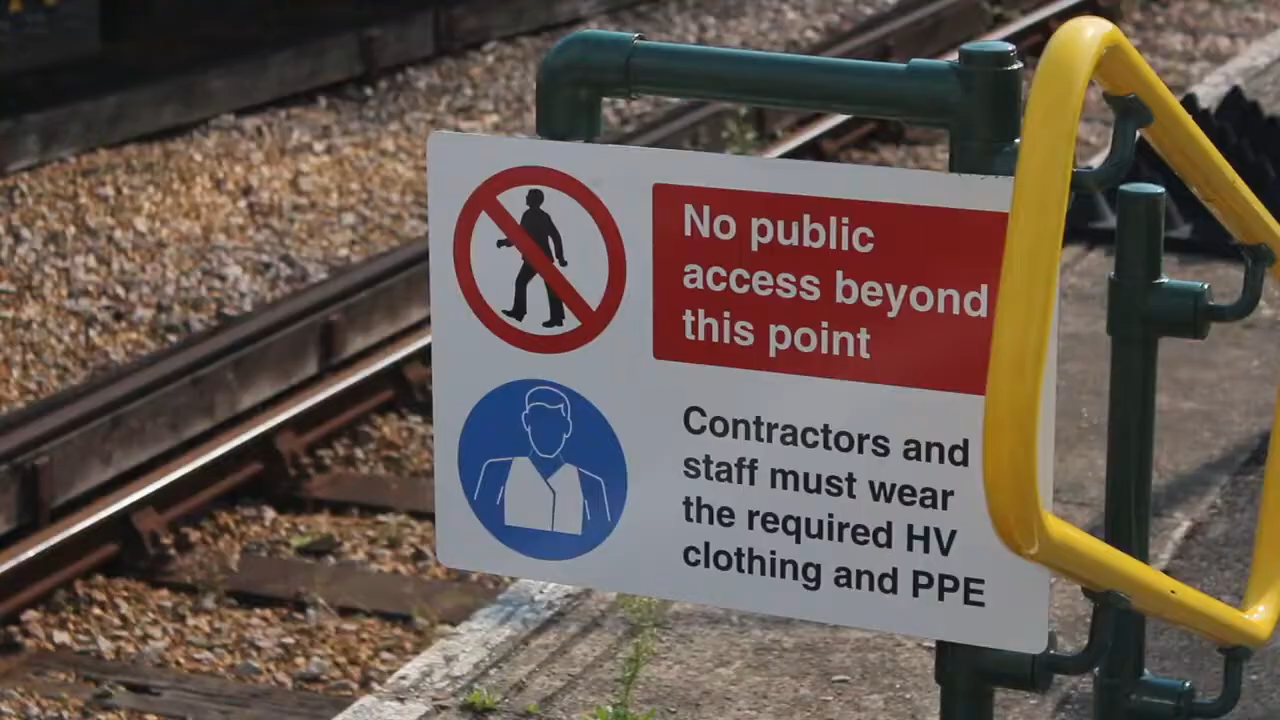 No public
access beyond
this point
Contractors and
staff must wear
the required HV
clothing and PPE